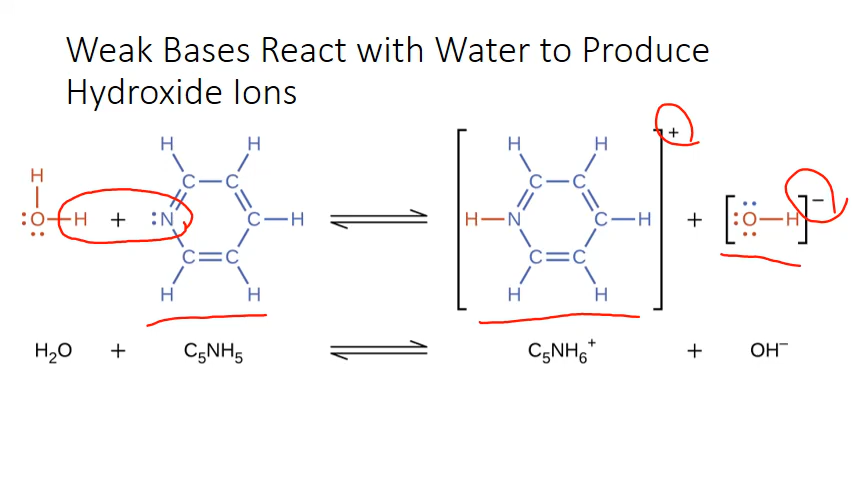 Weak Bases React with Water to Produce
Hydroxide Ions
H H H + H H +
H C — C C — C
:O — H + :N C — H ⇌ H — N C — H + [:O — H]−
C = C C = C
H H H H
H₂O + C₅NH₅ ⇌ C₅NH₆⁺ + OH⁻